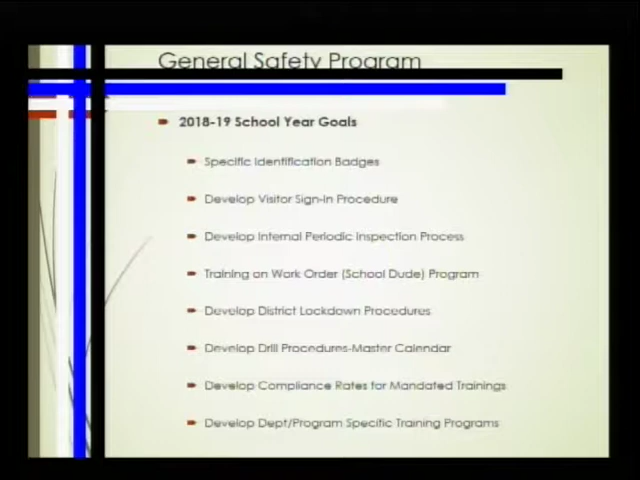 General Safety Program
2018-19 School Year Goals
Specific Identification Badges
Develop Visitor Sign-In Procedure
Develop Internal Periodic Inspection Process
Training on Work Order (School Dude) Program
Develop District Lockdown Procedures
Develop Drill Procedures-Master Calendar
Develop Compliance Rates for Mandated Trainings
Develop Dept/Program Specific Training Programs